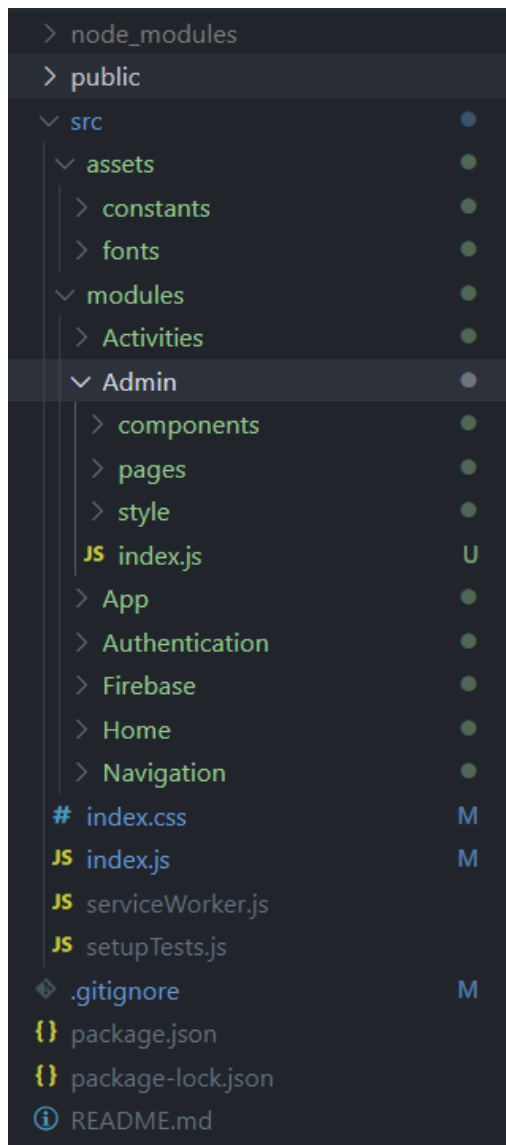 node_modules
public
src
assets
constants
fonts
modules
Activities
Admin
components
pages
style
JS index.js U
App
Authentication
Firebase
Home
Navigation
# index.css M
JS index.js M
JS serviceWorker.js
JS setupTests.js
.gitignore M
{} package.json
{} package-lock.json
README.md